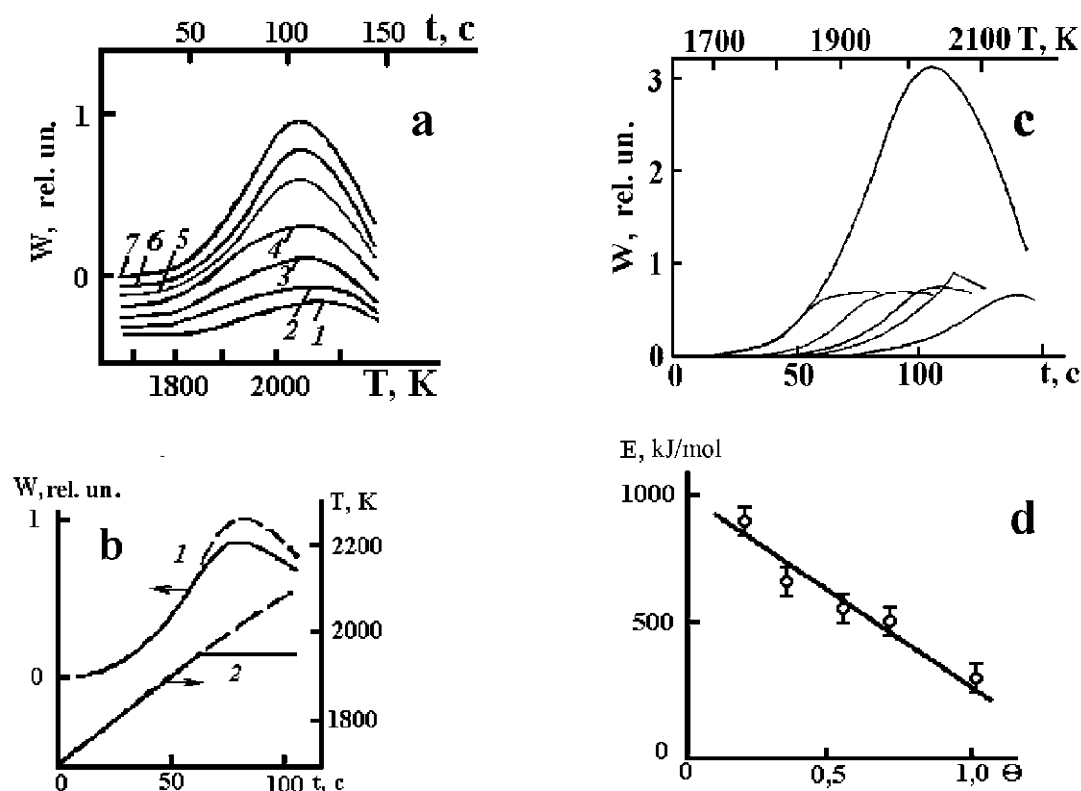 50 100 150 t, c
1
a
W, rel. un.
7 6 5
4
0
3
2 1
1800 2000 T, K
1700 1900 2100 T, K
3
c
2
W, rel. un.
1
0
0 50 100 t, c
W, rel. un.
T, K
1
b
1
2200
2000
0
2
1800
0 50 100 t, c
E, kJ/mol
1000
d
500
0
0 0,5 1,0 Θ